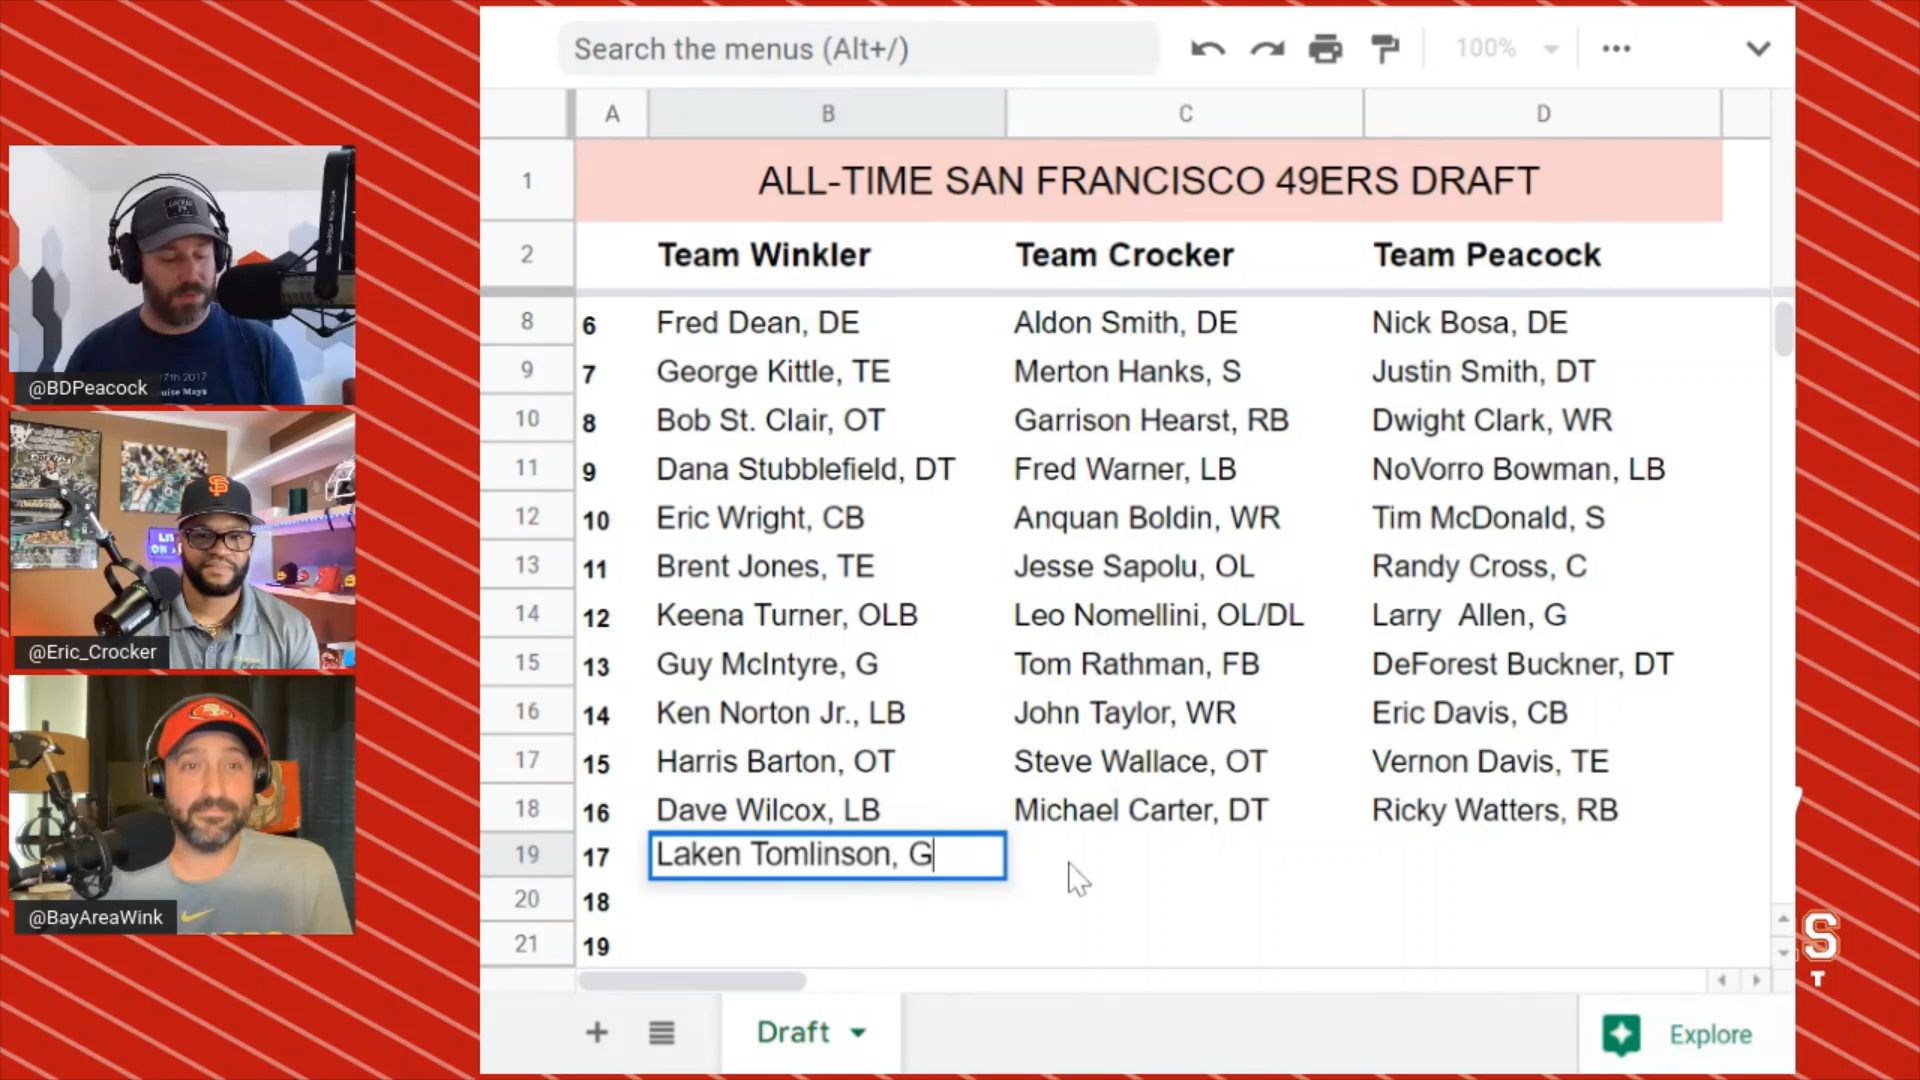 Search the menus (Alt+/)
100%
A B C D
1 ALL-TIME SAN FRANCISCO 49ERS DRAFT
2 Team Winkler Team Crocker Team Peacock
8 6 Fred Dean, DE Aldon Smith, DE Nick Bosa, DE
9 7 George Kittle, TE Merton Hanks, S Justin Smith, DT
10 8 Bob St. Clair, OT Garrison Hearst, RB Dwight Clark, WR
11 9 Dana Stubblefield, DT Fred Warner, LB NoVorro Bowman, LB
12 10 Eric Wright, CB Anquan Boldin, WR Tim McDonald, S
13 11 Brent Jones, TE Jesse Sapolu, OL Randy Cross, C
14 12 Keena Turner, OLB Leo Nomellini, OL/DL Larry Allen, G
15 13 Guy McIntyre, G Tom Rathman, FB DeForest Buckner, DT
16 14 Ken Norton Jr., LB John Taylor, WR Eric Davis, CB
17 15 Harris Barton, OT Steve Wallace, OT Vernon Davis, TE
18 16 Dave Wilcox, LB Michael Carter, DT Ricky Watters, RB
19 17 Laken Tomlinson, G
20 18
21 19
Draft
Explore
@BDPeacock
@Eric_Crocker
@BayAreaWink
17th 2017
SF
S
T